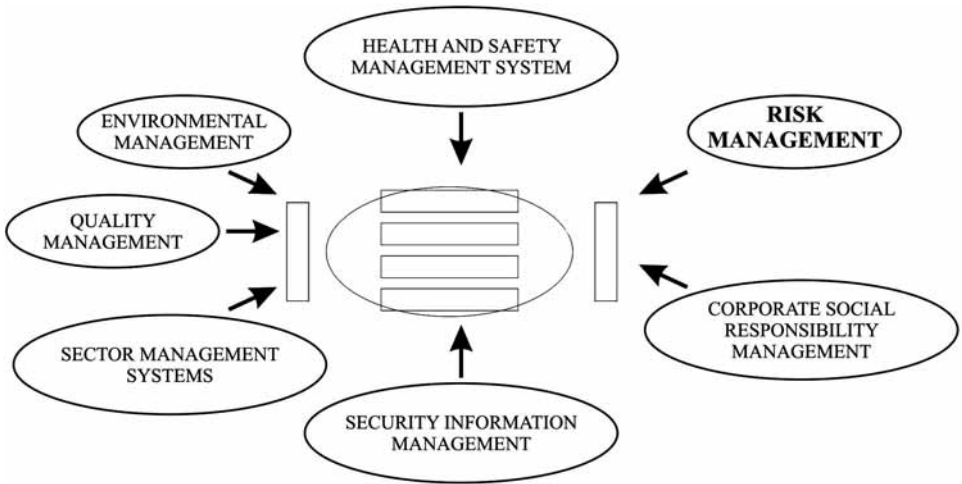 HEALTH AND SAFETY
MANAGEMENT SYSTEM
ENVIRONMENTAL
MANAGEMENT
RISK
MANAGEMENT
QUALITY
MANAGEMENT
CORPORATE SOCIAL
RESPONSIBILITY
MANAGEMENT
SECTOR MANAGEMENT
SYSTEMS
SECURITY INFORMATION
MANAGEMENT